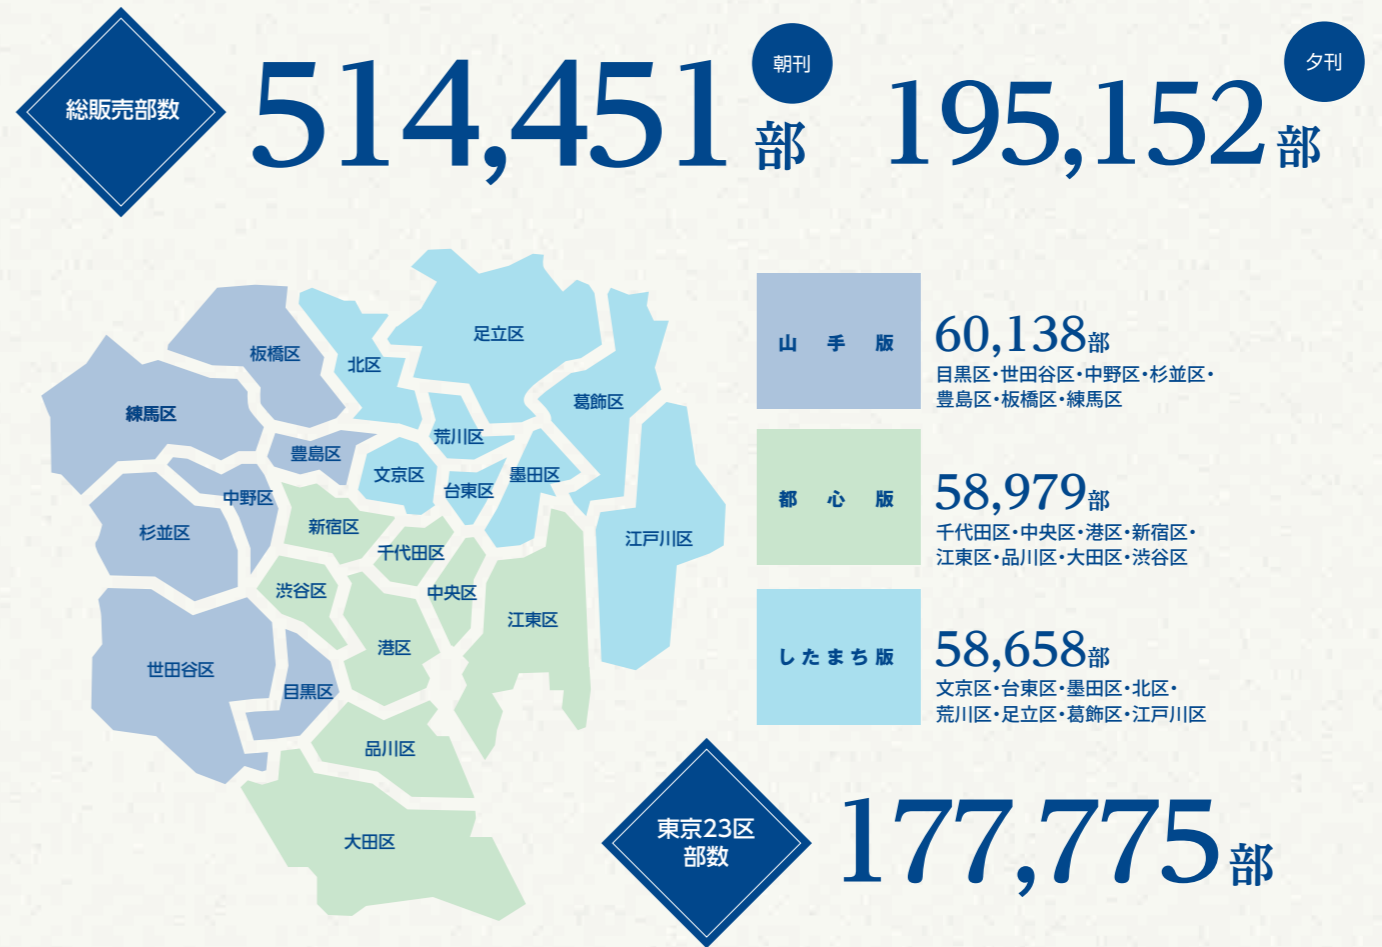 総販売部数
514,451部
朝刊
195,152部
夕刊
板橋区
北区
足立区
練馬区
葛飾区
豊島区
荒川区
文京区
台東区
墨田区
中野区
新宿区
杉並区
千代田区
江戸川区
渋谷区
中央区
江東区
港区
世田谷区
目黒区
品川区
大田区
山手版
60,138部
目黒区・世田谷区・中野区・杉並区・
豊島区・板橋区・練馬区
都心版
58,979部
千代田区・中央区・港区・新宿区・
江東区・品川区・大田区・渋谷区
したまち版
58,658部
文京区・台東区・墨田区・北区・
荒川区・足立区・葛飾区・江戸川区
東京23区
部数
177,775部